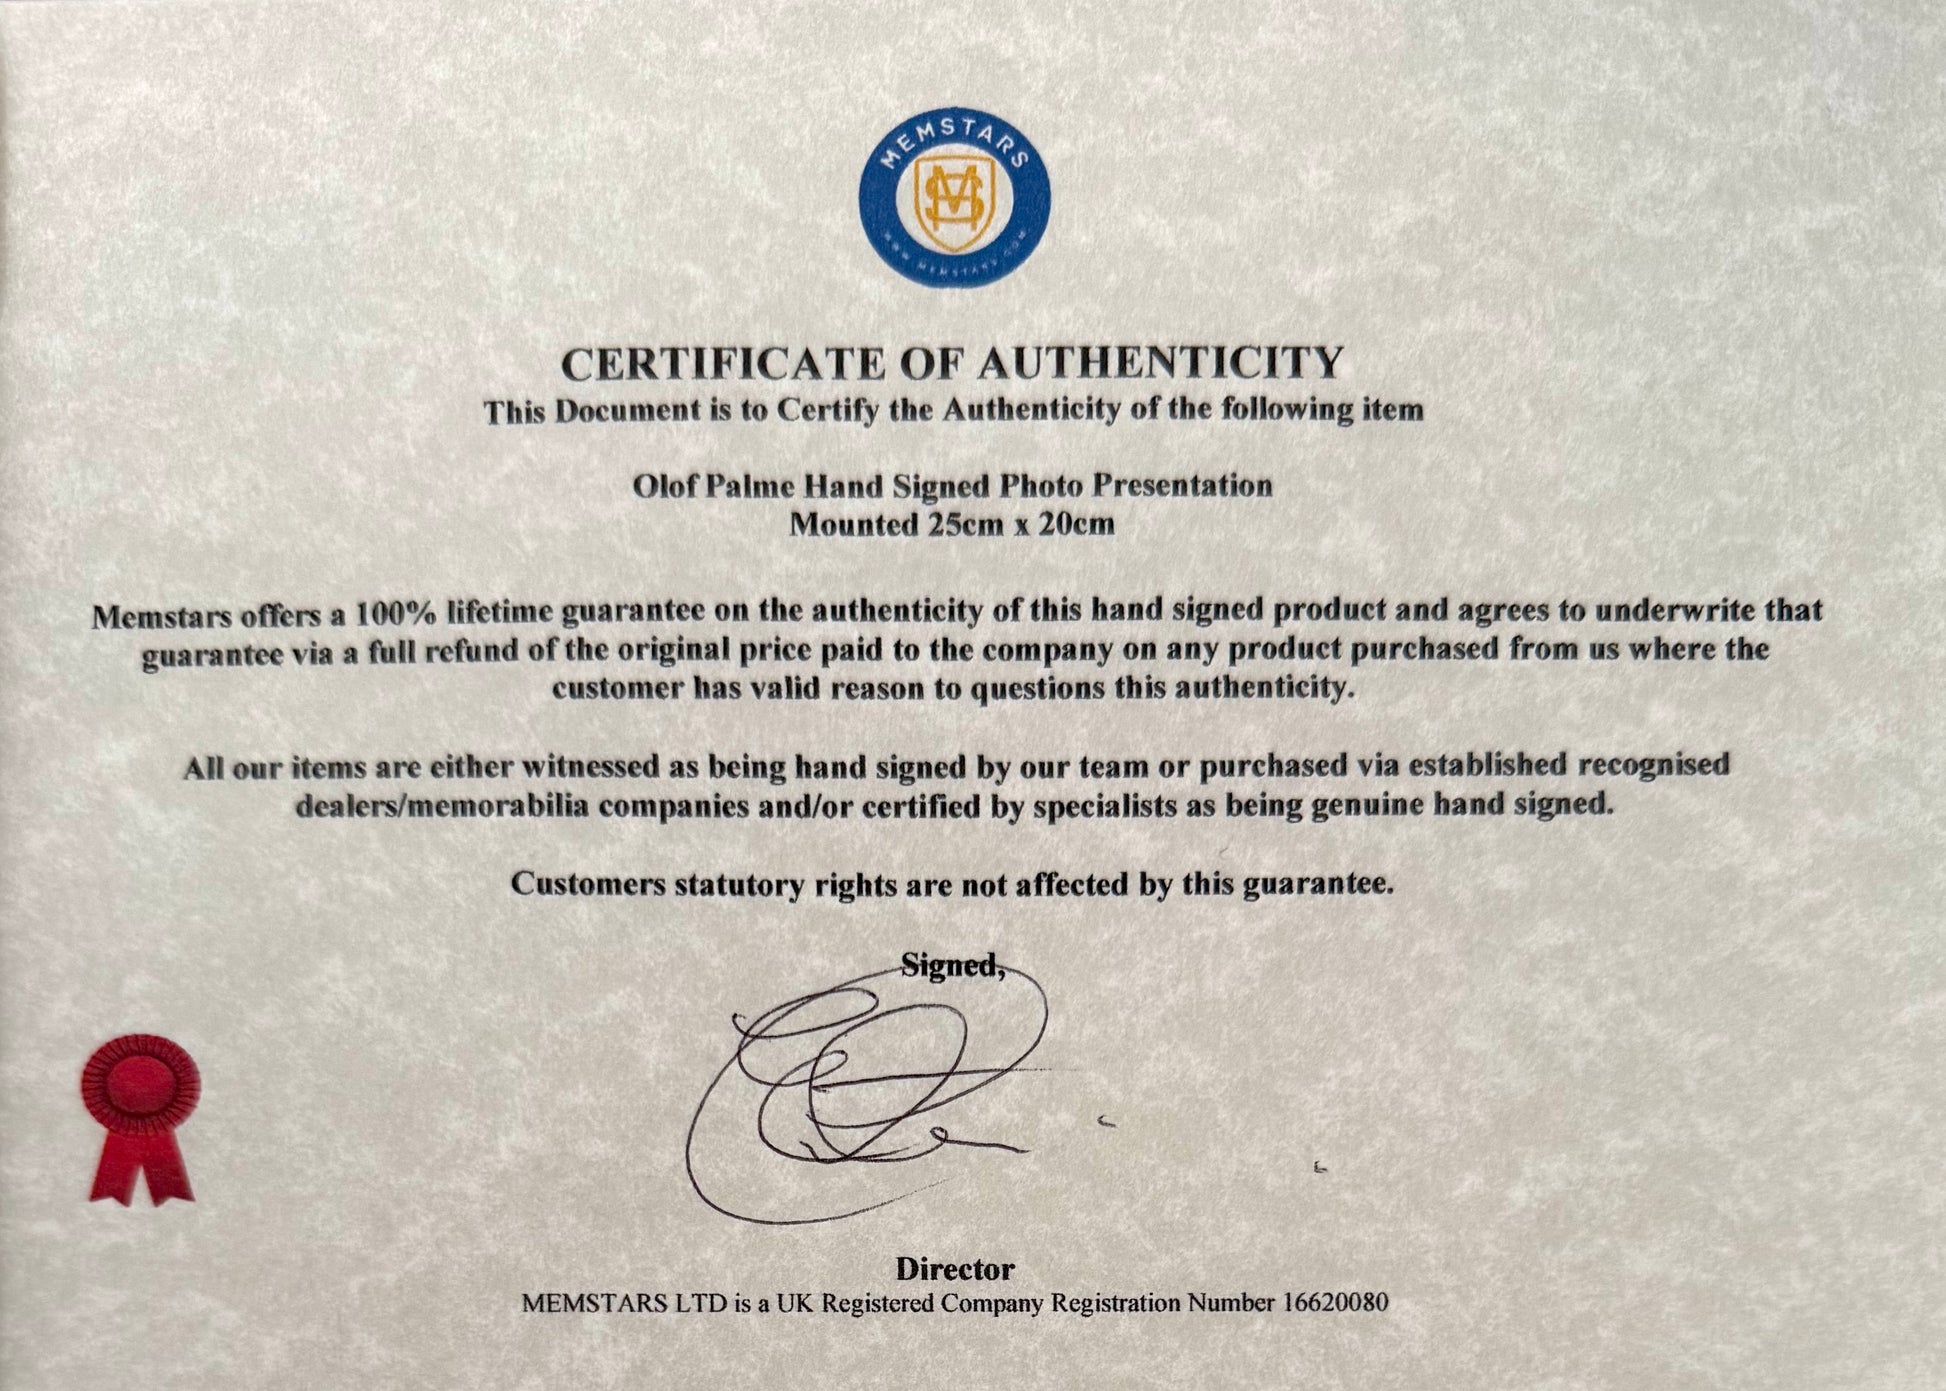 MEMSTARS
WWW.MEMSTARS.COM
CERTIFICATE OF AUTHENTICITY
This Document is to Certify the Authenticity of the following item
Olof Palme Hand Signed Photo Presentation
Mounted 25cm x 20cm
Memstars offers a 100% lifetime guarantee on the authenticity of this hand signed product and agrees to underwrite that
guarantee via a full refund of the original price paid to the company on any product purchased from us where the
customer has valid reason to questions this authenticity.
All our items are either witnessed as being hand signed by our team or purchased via established recognised
dealers/memorabilia companies and/or certified by specialists as being genuine hand signed.
Customers statutory rights are not affected by this guarantee.
Signed,
Director
MEMSTARS LTD is a UK Registered Company Registration Number 16620080